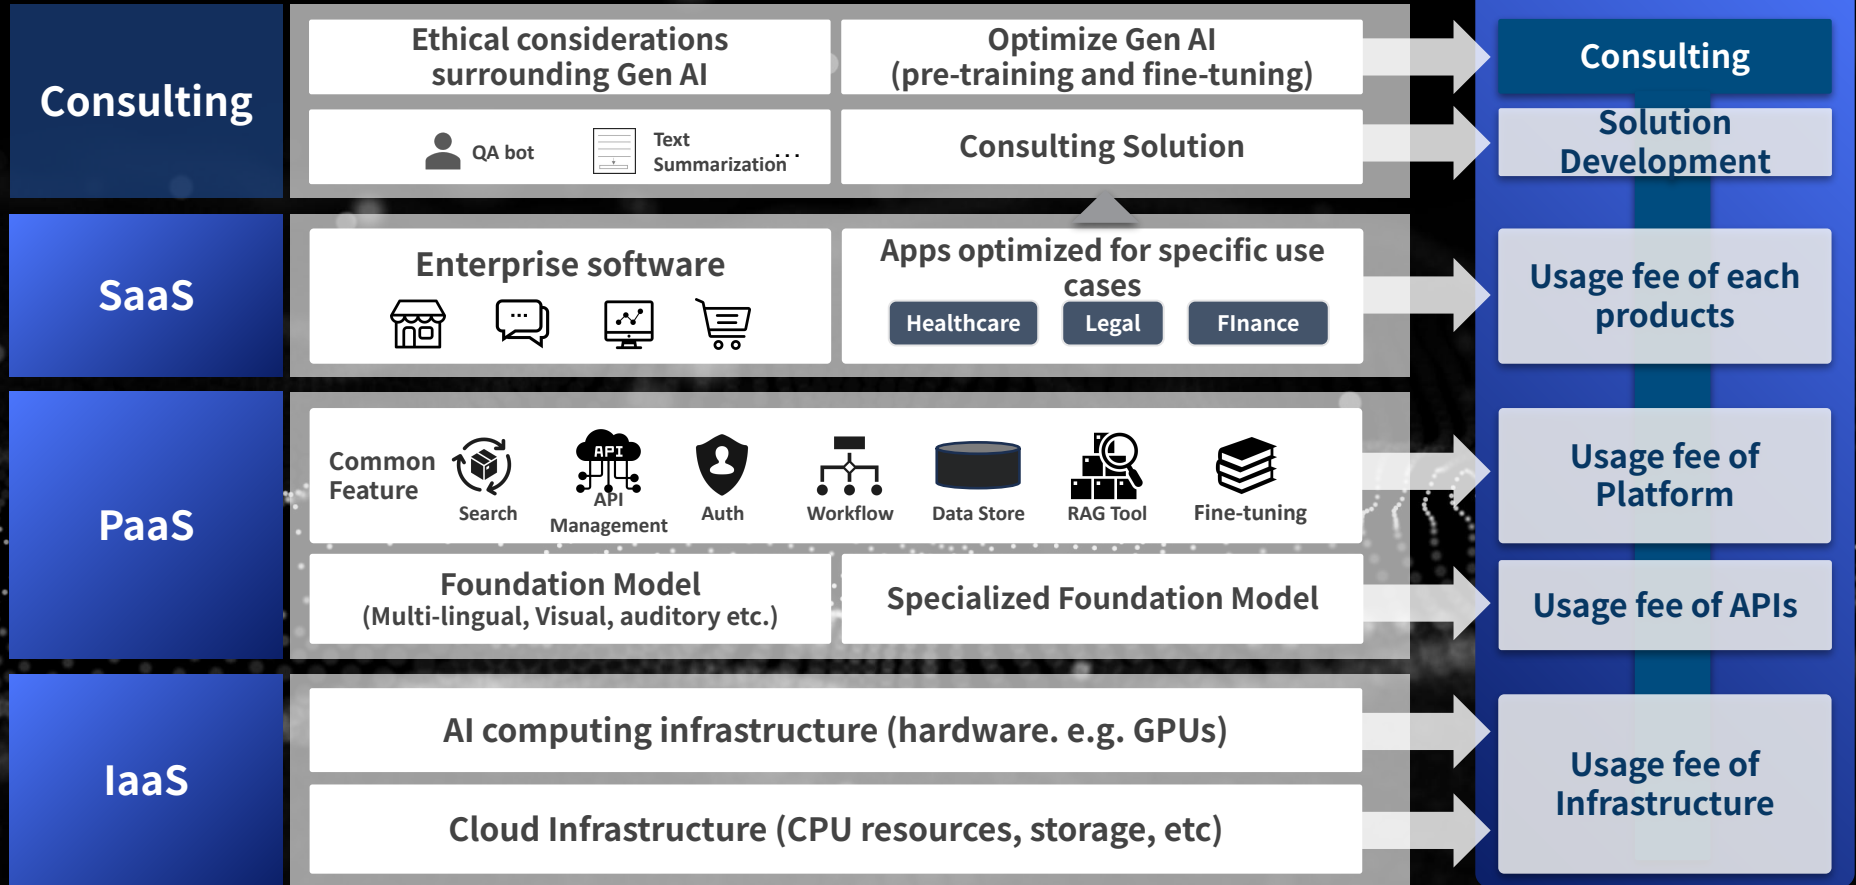 Consulting
Ethical considerations
surrounding Gen AI
Optimize Gen AI
(pre-training and fine-tuning)
Consulting
QA bot
Text
Summarization...
Consulting Solution
Solution
Development
SaaS
Enterprise software
Apps optimized for specific use
cases
Healthcare
Legal
FInance
Usage fee of each
products
PaaS
Common
Feature
Search
API
API
Management
Auth
Workflow
Data Store
RAG Tool
Fine-tuning
Usage fee of
Platform
Foundation Model
(Multi-lingual, Visual, auditory etc.)
Specialized Foundation Model
Usage fee of APIs
IaaS
AI computing infrastructure (hardware. e.g. GPUs)
Cloud Infrastructure (CPU resources, storage, etc)
Usage fee of
Infrastructure